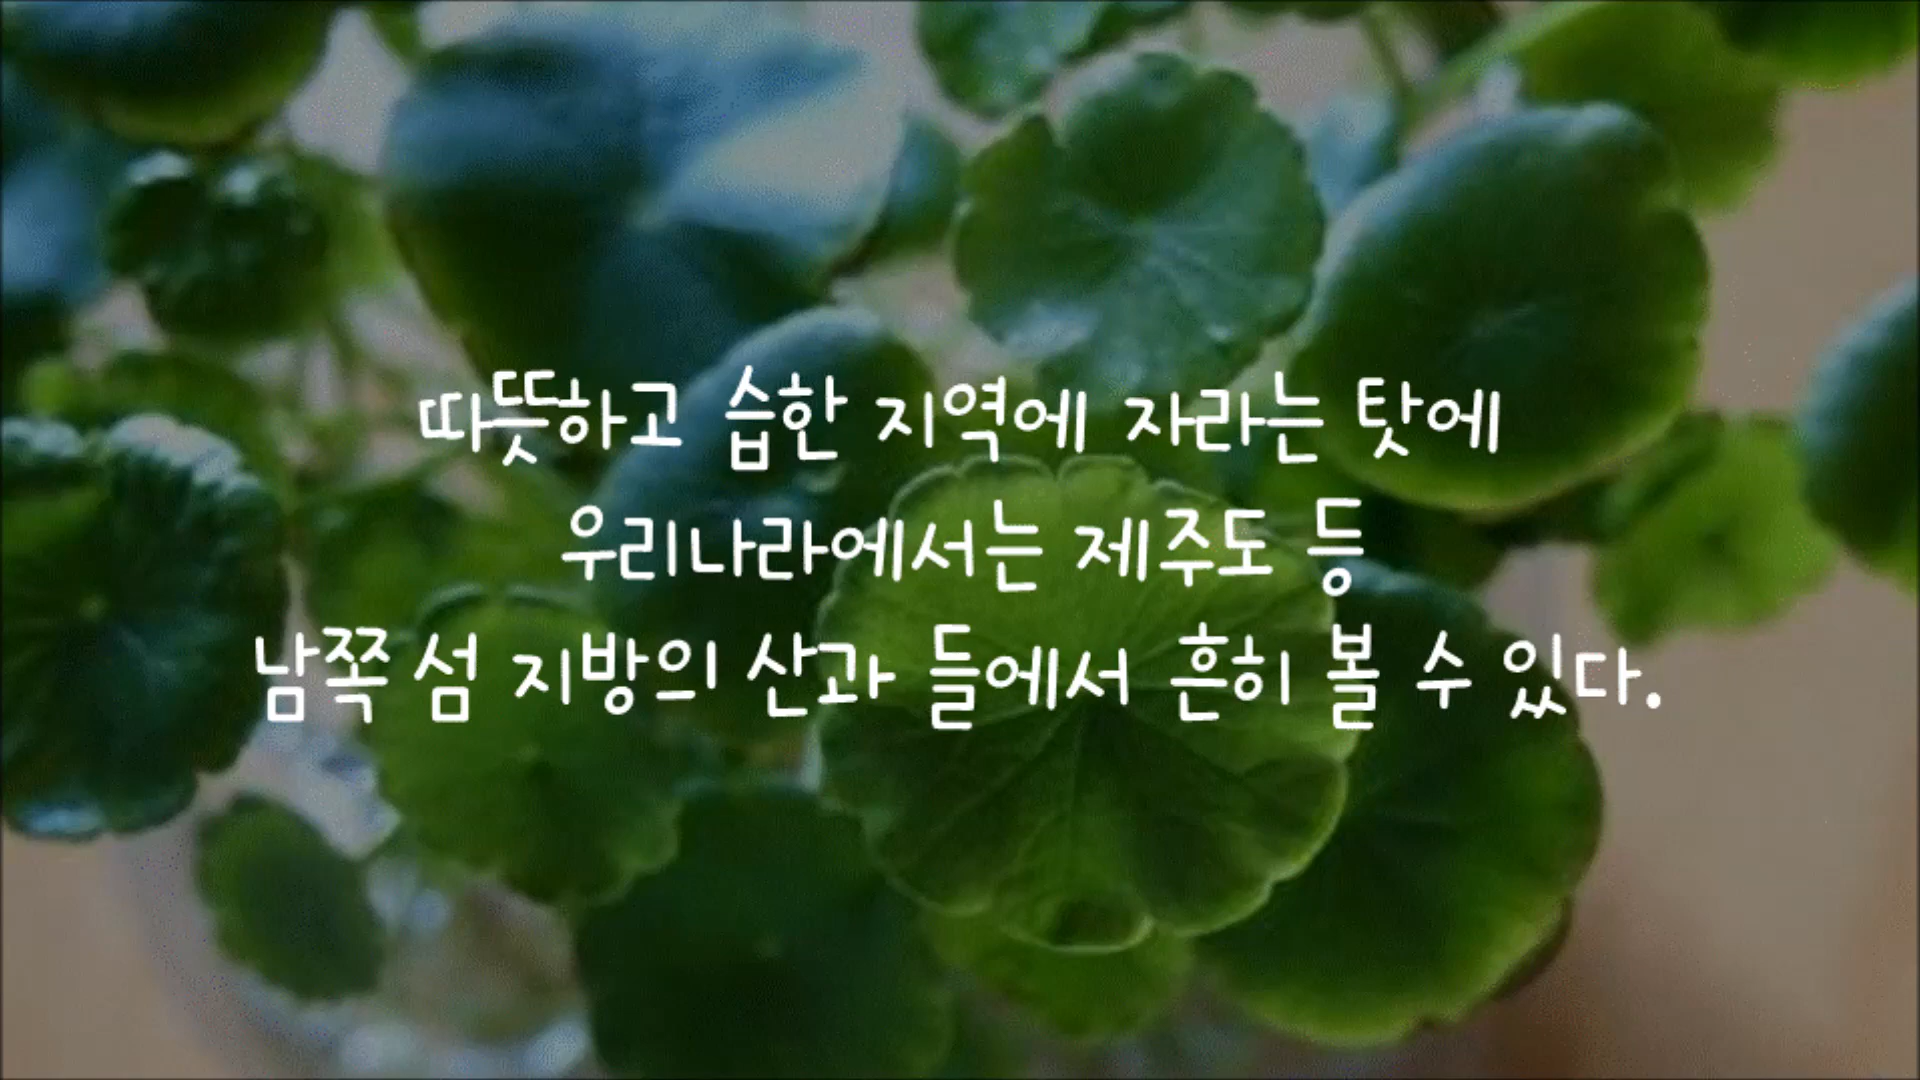 따뜻하고 습한 지역에 자라는 탓에
우리나라에서는 제주도 등
남쪽 섬 지방의 산과 들에서 흔히 볼 수 있다.